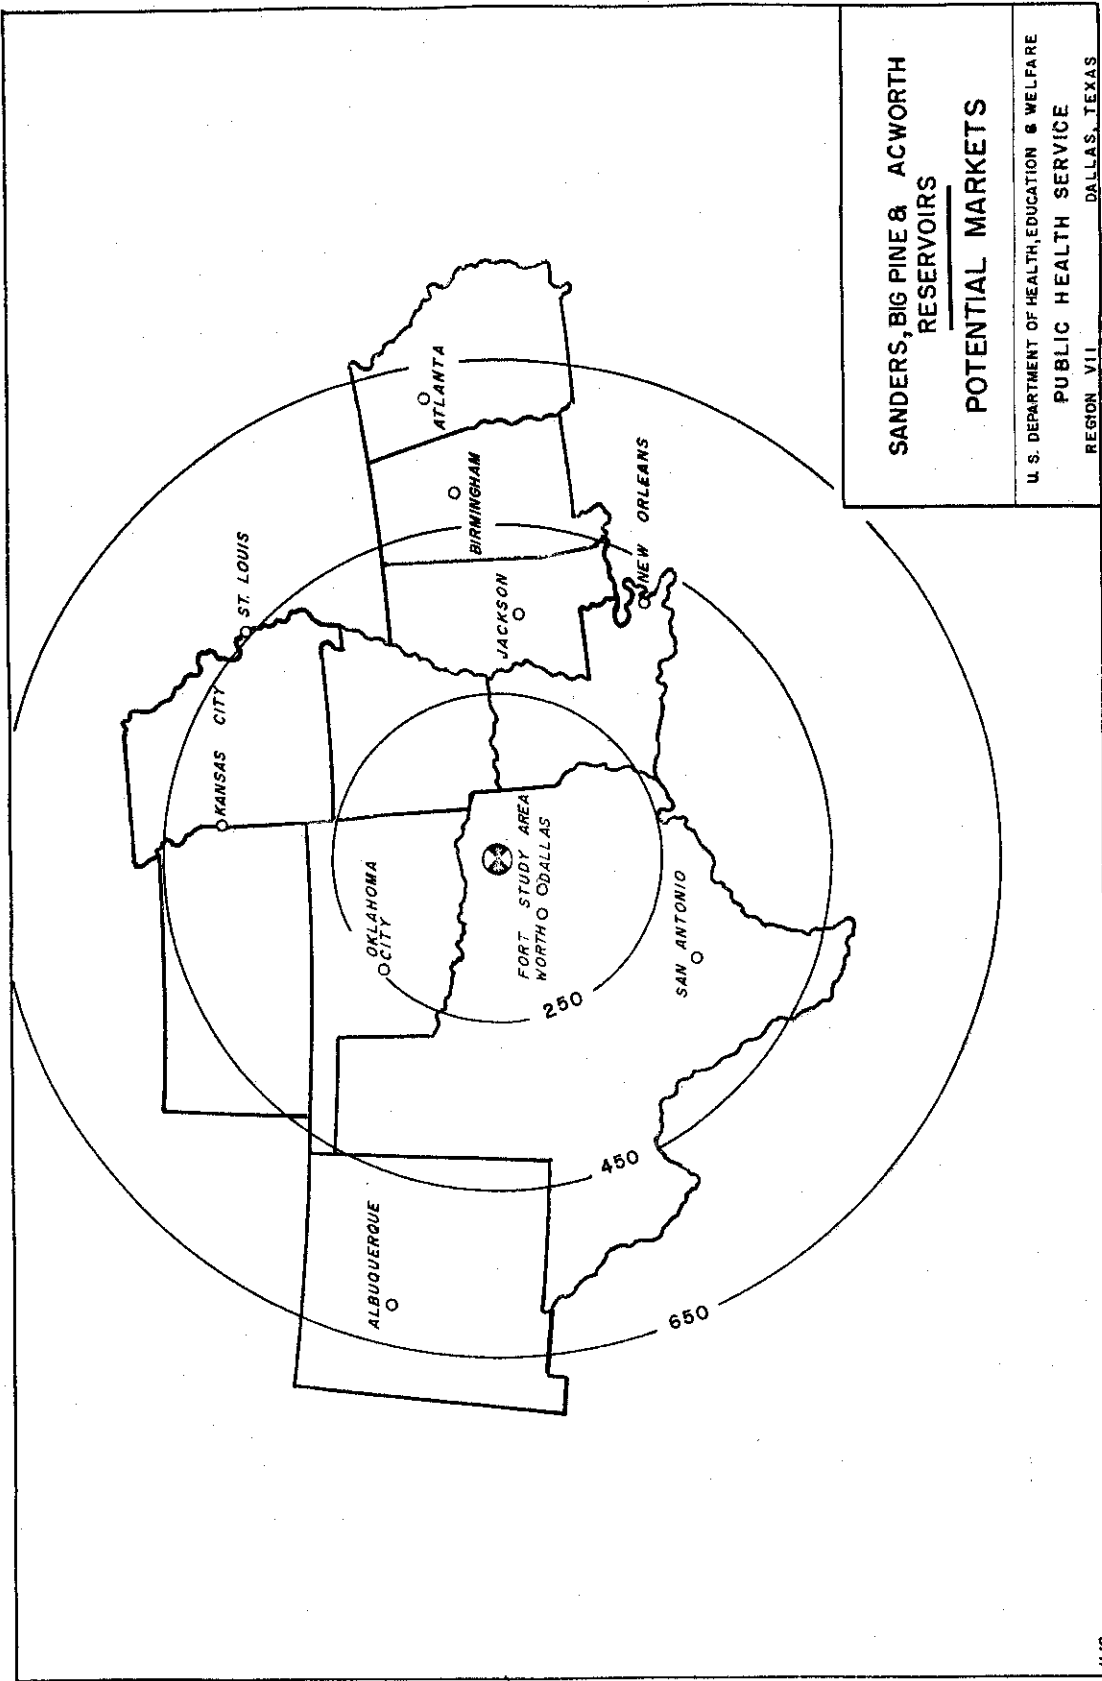 ST. LOUIS
KANSAS CITY
ATLANTA
BIRMINGHAM
JACKSON
NEW ORLEANS
OKLAHOMA
CITY
ALBUQUERQUE
STUDY AREA
FORT
WORTH
DALLAS
SAN ANTONIO
250
450
650
SANDERS, BIG PINE & ACWORTH
RESERVOIRS
POTENTIAL MARKETS
U.S. DEPARTMENT OF HEALTH, EDUCATION & WELFARE
PUBLIC HEALTH SERVICE
REGION VII DALLAS, TEXAS